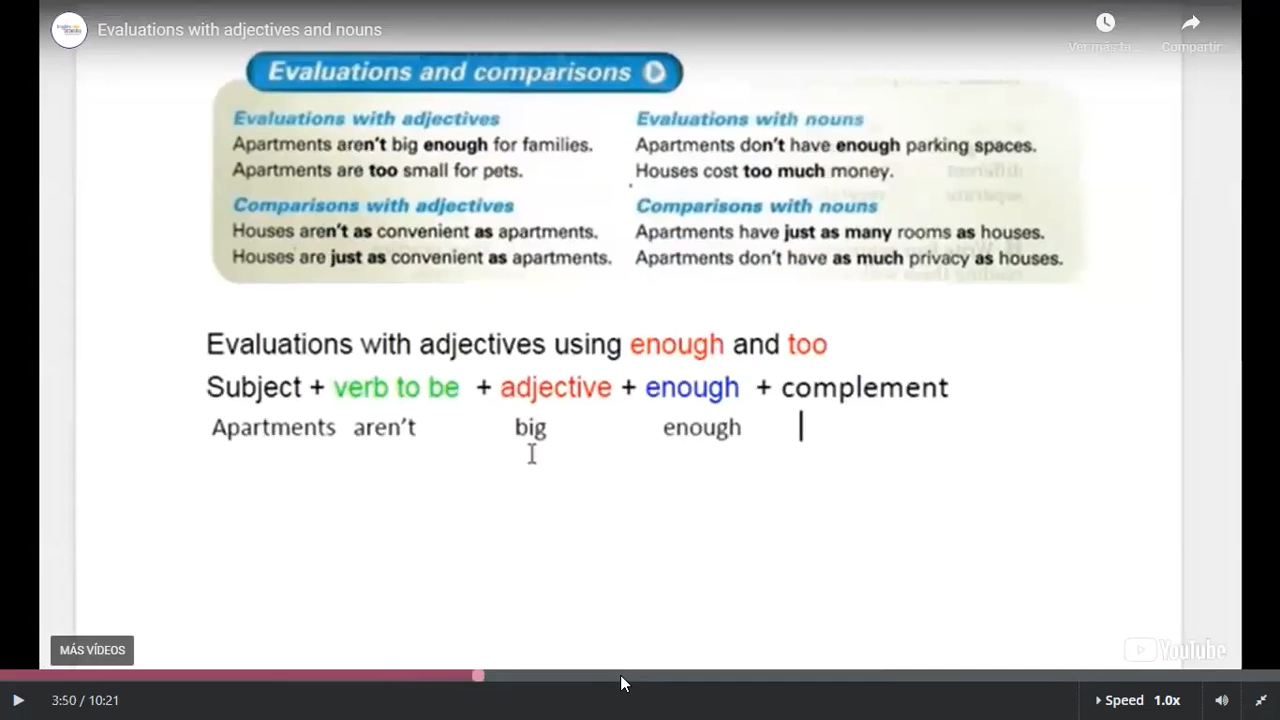 Evaluations with adjectives and nouns
Ver más ta...
Compartir
Evaluations and comparisons
Evaluations with adjectives
Apartments aren't big enough for families.
Apartments are too small for pets.
Comparisons with adjectives
Houses aren't as convenient as apartments.
Houses are just as convenient as apartments.
Evaluations with nouns
Apartments don't have enough parking spaces.
Houses cost too much money.
Comparisons with nouns
Apartments have just as many rooms as houses.
Apartments don't have as much privacy as houses.
Evaluations with adjectives using enough and too
Subject + verb to be + adjective + enough + complement
Apartments aren't big enough
MÁS VÍDEOS
YouTube
3:50 / 10:21
Speed 1.0x